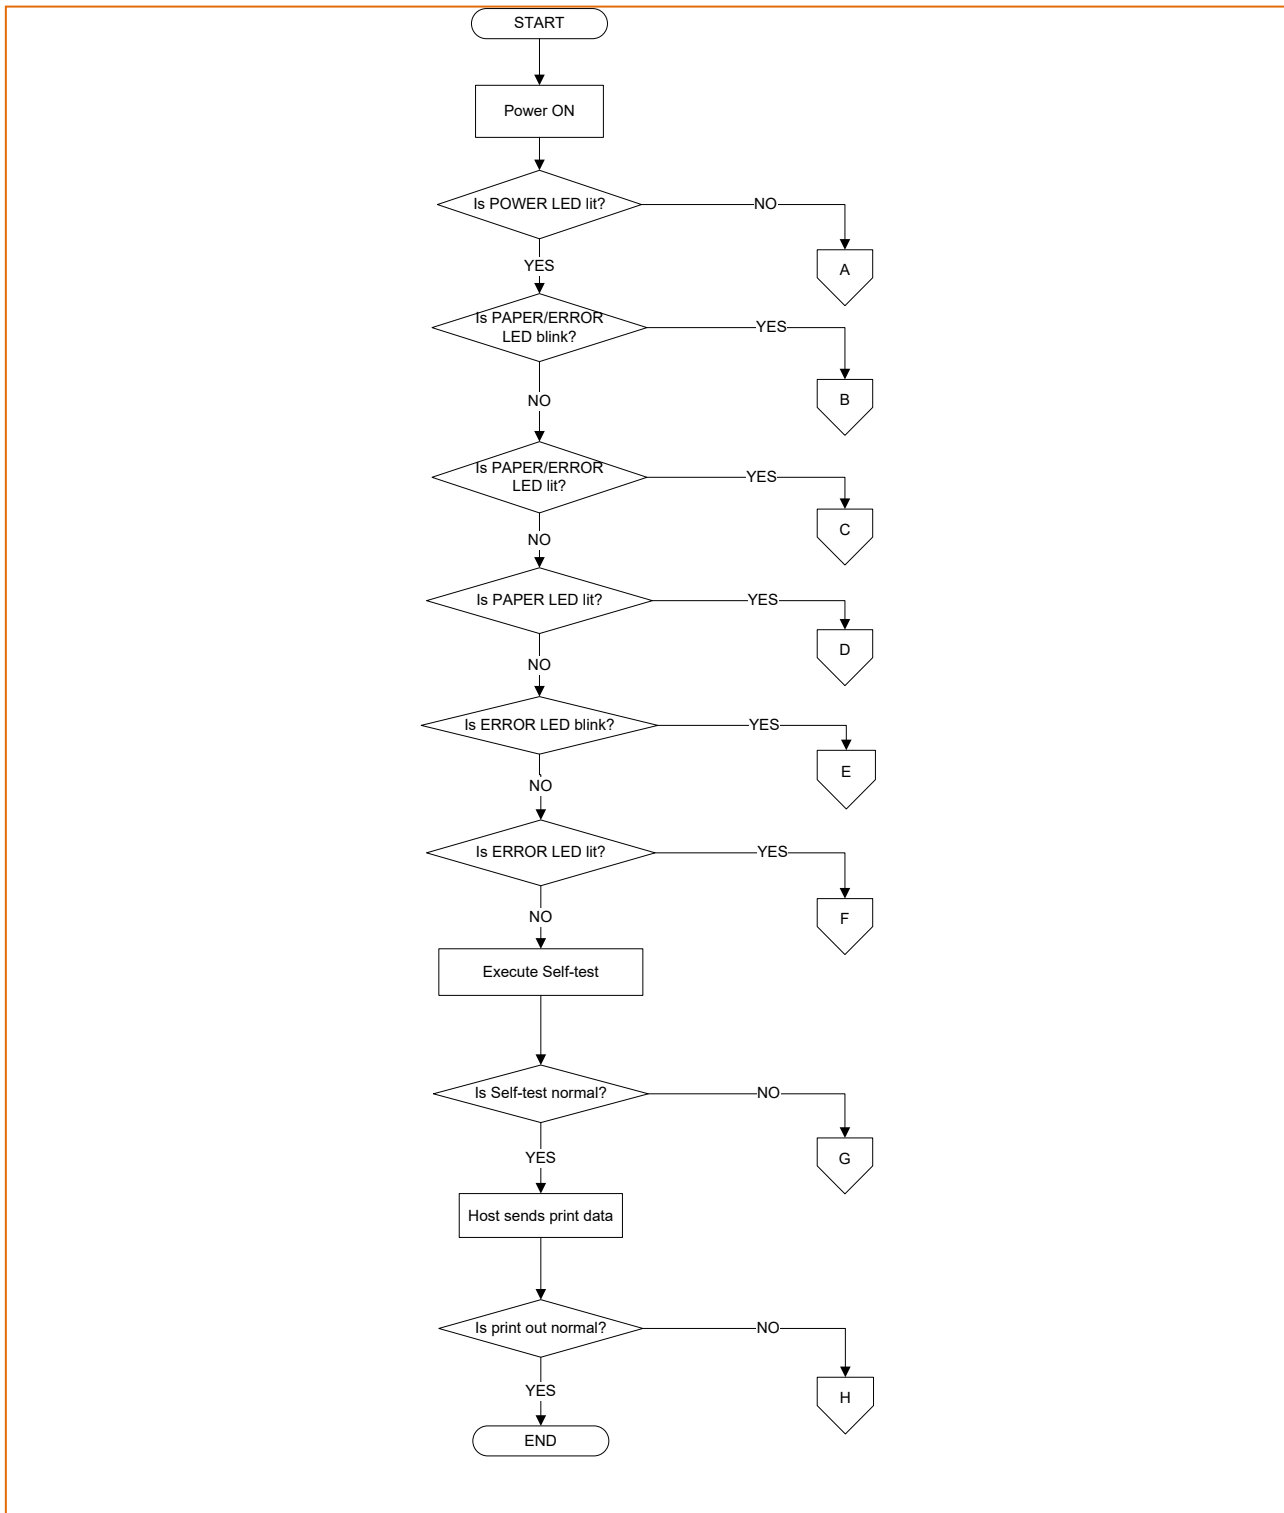 START
Power ON
Is POWER LED lit?
NO
A
YES
Is PAPER/ERROR
LED blink?
YES
B
NO
Is PAPER/ERROR
LED lit?
YES
C
NO
Is PAPER LED lit?
YES
D
NO
Is ERROR LED blink?
YES
E
NO
Is ERROR LED lit?
YES
F
NO
Execute Self-test
Is Self-test normal?
NO
G
YES
Host sends print data
Is print out normal?
NO
H
YES
END